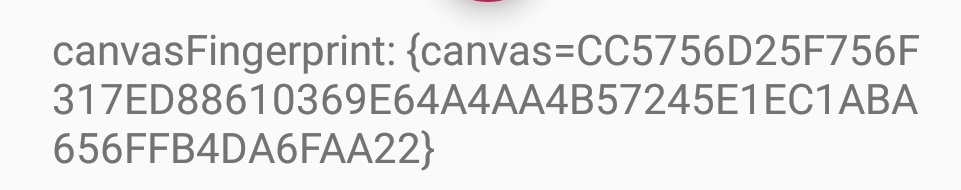 canvasFingerprint: {canvas=CC5756D25F756F
317ED88610369E64A4AA4B57245E1EC1ABA
656FFB4DA6FAA22}